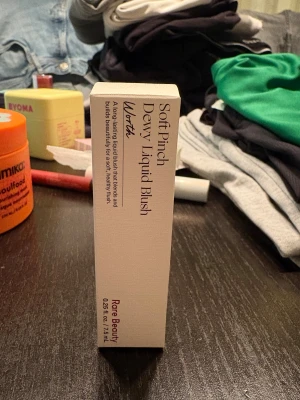 Soft Pinch
Dewy Liquid Blush
Worth
A long-lasting liquid blush that blends and
builds beautifully for a soft, healthy flush.
Rare Beauty
0.25 fl. oz. / 7.5 mL
BYOMA